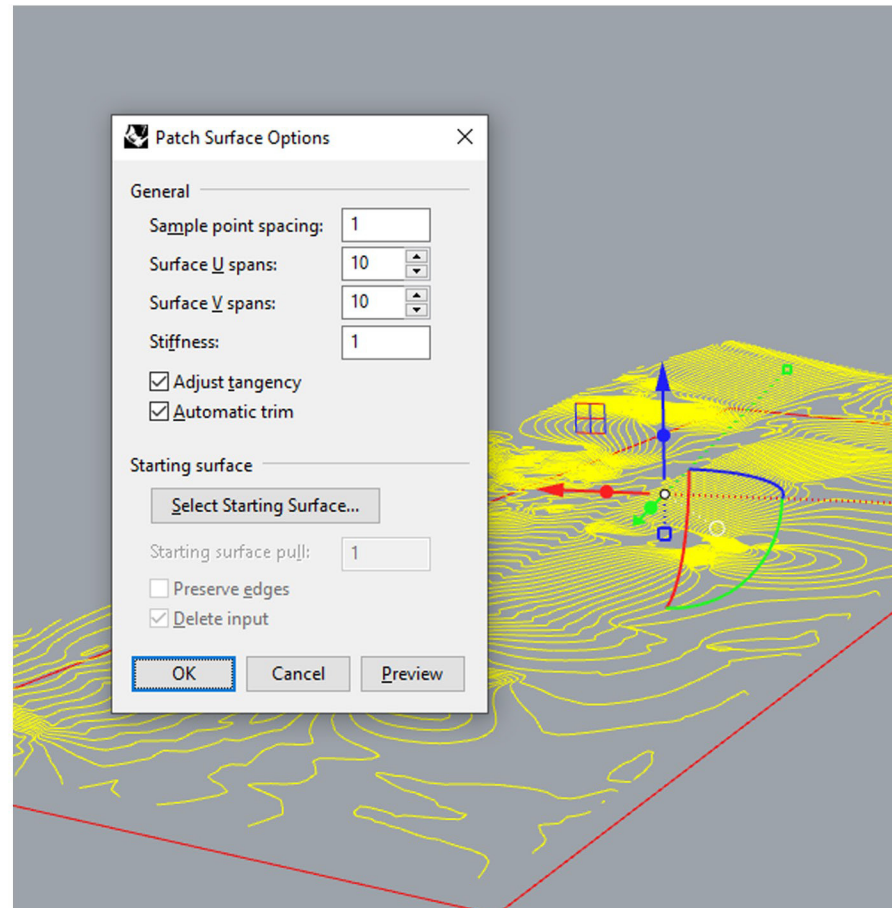 Patch Surface Options
General
Sample point spacing: 1
Surface U spans: 10
Surface V spans: 10
Stiffness: 1
Adjust tangency
Automatic trim
Starting surface
Select Starting Surface...
Starting surface pull: 1
Preserve edges
Delete input
OK Cancel Preview